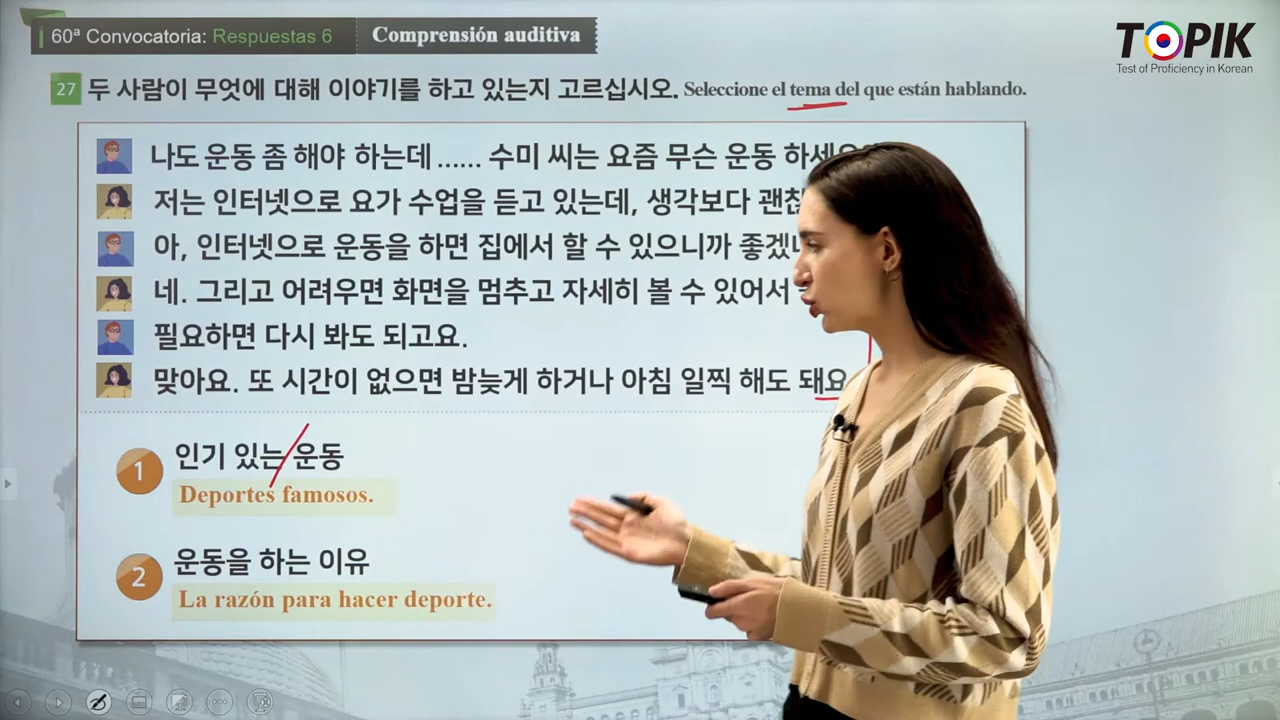 60ª Convocatoria: Respuestas 6 Comprensión auditiva
TOPIK
Test of Proficiency in Korean
27 두 사람이 무엇에 대해 이야기를 하고 있는지 고르십시오. Seleccione el tema del que están hablando.
나도 운동 좀 해야 하는데 …… 수미 씨는 요즘 무슨 운동
저는 인터넷으로 요가 수업을 듣고 있는데, 생각보다
아, 인터넷으로 운동을 하면 집에서 할 수 있으니까
네. 그리고 어려우면 화면을 멈추고 자세히 볼 수 있어서
필요하면 다시 봐도 되고요.
맞아요. 또 시간이 없으면 밤늦게 하거나 아침 일찍 해도 돼요
1 인기 있는 운동
Deportes famosos.
2 운동을 하는 이유
La razón para hacer deporte.